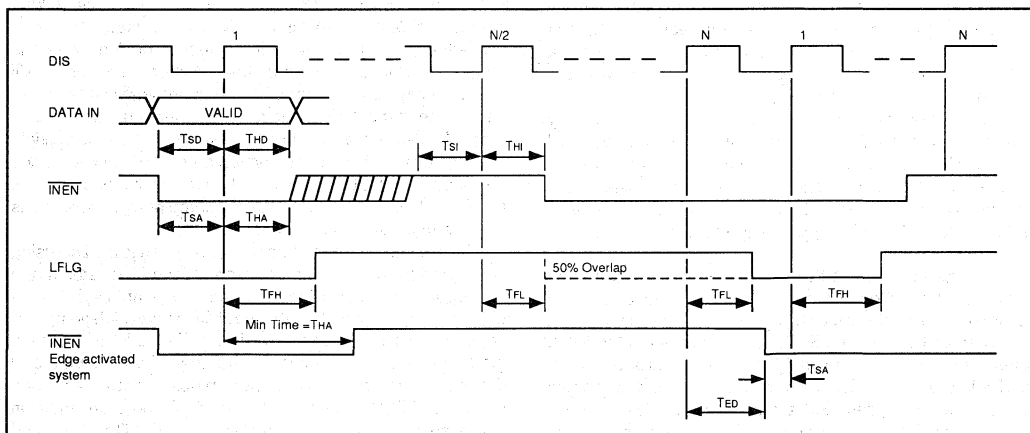 1 N/2 N 1 N
DIS
DATA IN VALID
TSD THD TSI THI
INEN
TSA THA
LFLG 50% Overlap
TFH TFL TFL TFH
Min Time =THA
INEN
Edge activated
system
TSA
TED